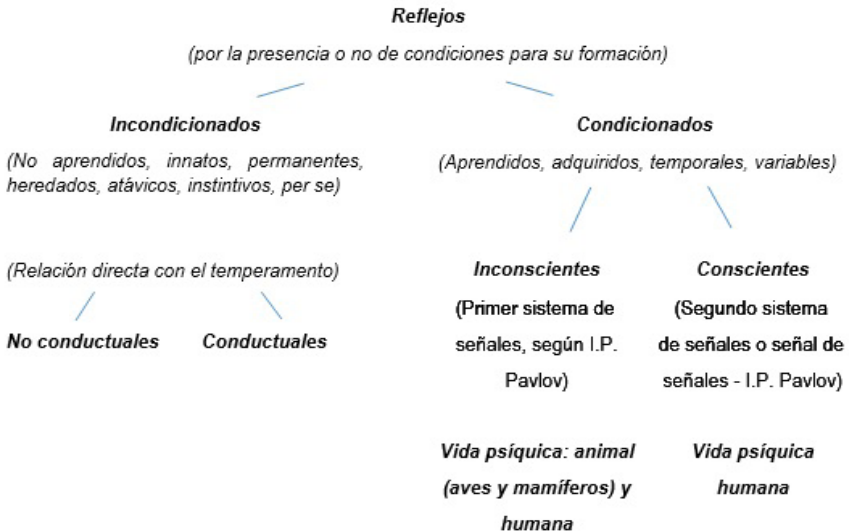 Reflejos
(por la presencia o no de condiciones para su formación)
Incondicionados
(No aprendidos, innatos, permanentes,
heredados, atávicos, instintivos, per se)
(Relación directa con el temperamento)
No conductuales
Conductuales
Condicionados
(Aprendidos, adquiridos, temporales, variables)
Inconscientes
(Primer sistema de
señales, según I.P.
Pavlov)
Vida psíquica: animal
(aves y mamíferos) y
humana
Conscientes
(Segundo sistema
de señales o señal de
señales - I.P. Pavlov)
Vida psíquica
humana